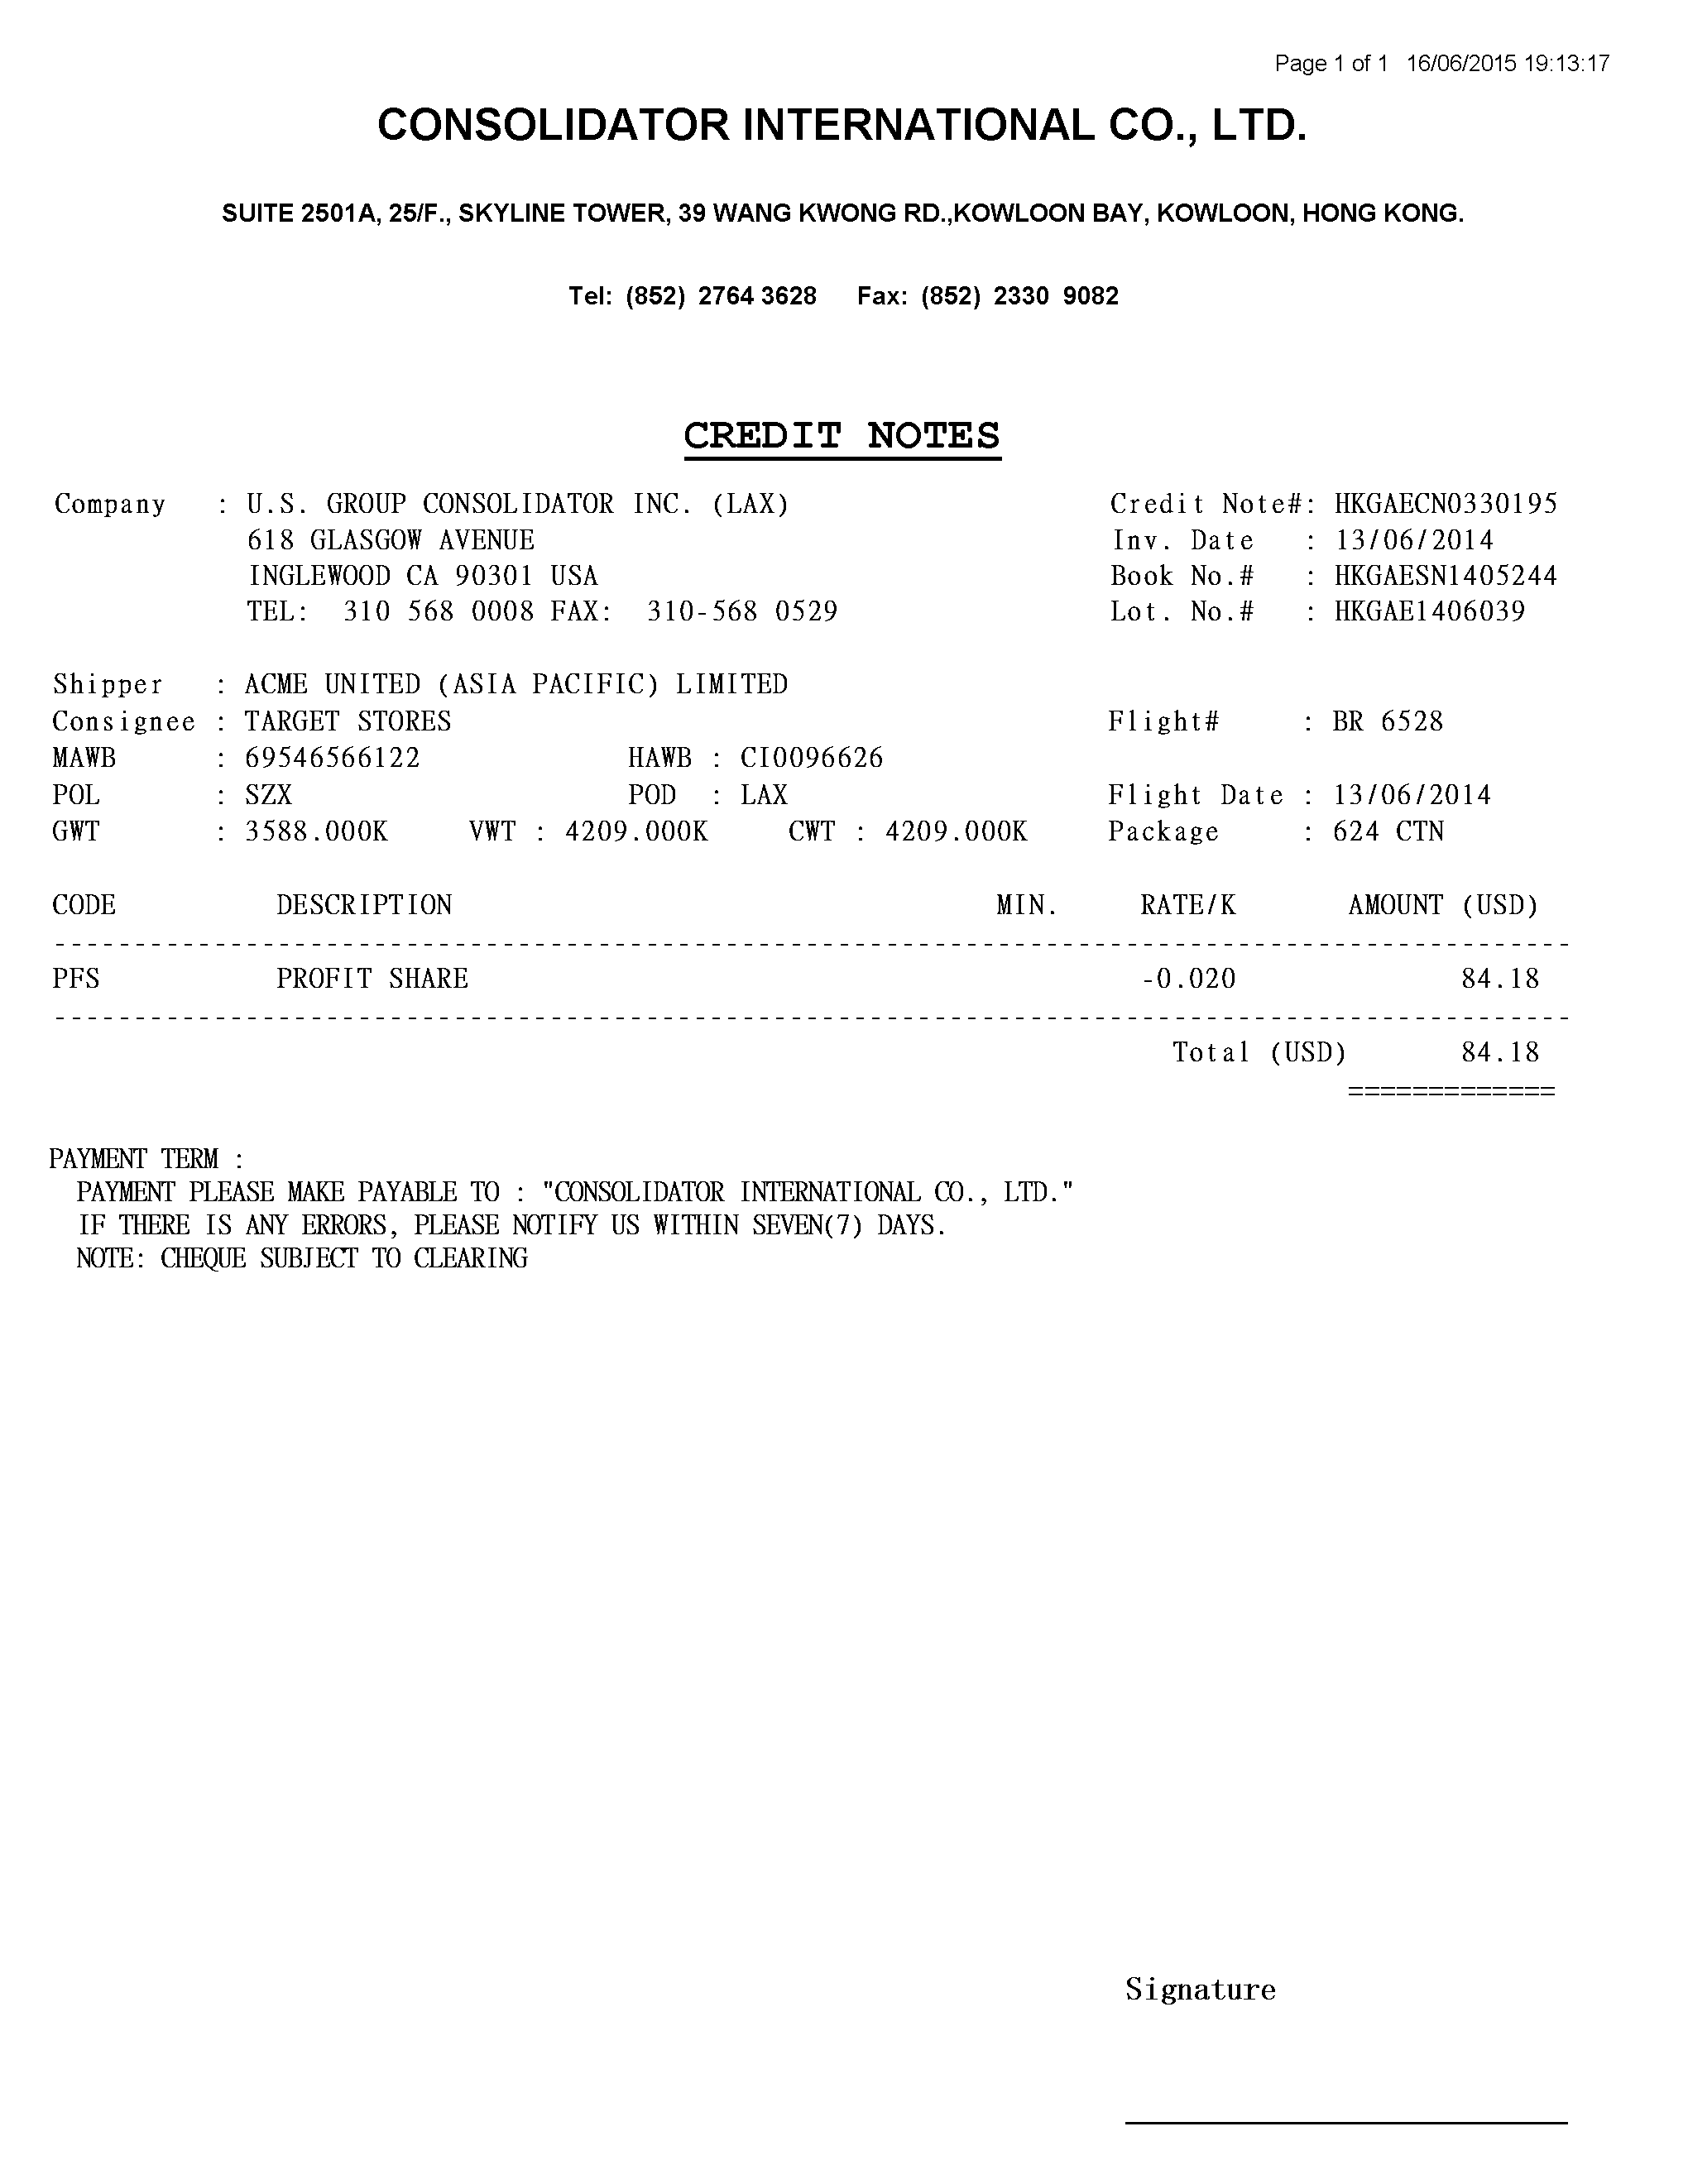 Page 1 of 1 16/06/2015 19:13:17
CONSOLIDATOR INTERNATIONAL CO., LTD.
SUITE 2501A, 25/F., SKYLINE TOWER, 39 WANG KWONG RD.,KOWLOON BAY, KOWLOON, HONG KONG.
Tel: (852) 2764 3628 Fax: (852) 2330 9082
CREDIT NOTES
Company : U.S. GROUP CONSOLIDATOR INC. (LAX) Credit Note#: HKGAECN0330195
618 GLASGOW AVENUE Inv. Date : 13/06/2014
INGLEWOOD CA 90301 USA Book No.# : HKGAESN1405244
TEL: 310 568 0008 FAX: 310-568 0529 Lot. No.# : HKGAE1406039
Shipper : ACME UNITED (ASIA PACIFIC) LIMITED
Consignee : TARGET STORES Flight# : BR 6528
MAWB : 69546566122 HAWB : CI0096626
POL : SZX POD : LAX Flight Date : 13/06/2014
GWT : 3588.000K VWT : 4209.000K CWT : 4209.000K Package : 624 CTN
CODE DESCRIPTION MIN. RATE/K AMOUNT (USD)
PFS PROFIT SHARE -0.020 84.18
Total (USD) 84.18
=============
PAYMENT TERM :
PAYMENT PLEASE MAKE PAYABLE TO : "CONSOLIDATOR INTERNATIONAL CO., LTD."
IF THERE IS ANY ERRORS, PLEASE NOTIFY US WITHIN SEVEN(7) DAYS.
NOTE: CHEQUE SUBJECT TO CLEARING
Signature